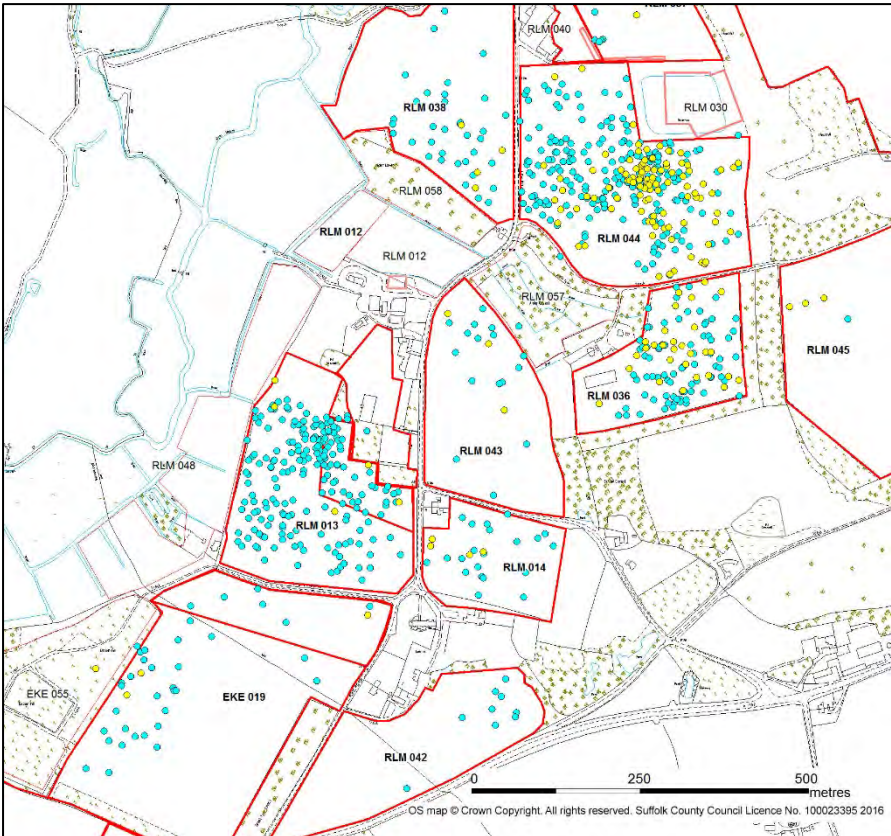 RLM 040
RLM 038
RLM 030
RLM 058
RLM 012
RLM 044
RLM 012
RLM 057
RLM 045
RLM 036
RLM 043
RLM 048
RLM 013
RLM 014
EKE 055
EKE 019
RLM 042
0 250 500
metres
OS map © Crown Copyright. All rights reserved. Suffolk County Council Licence No. 100023395 2016